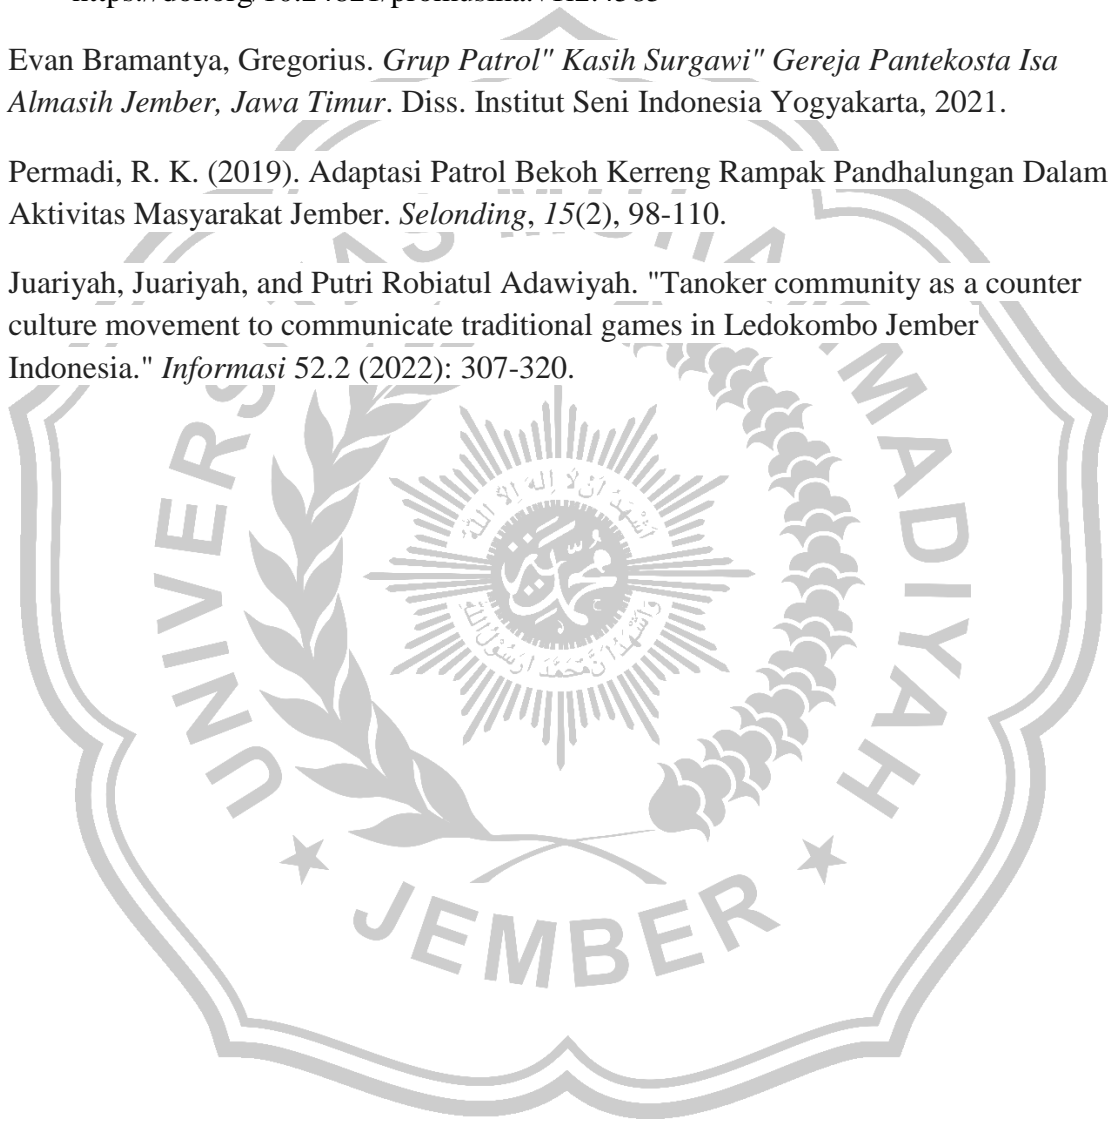 Evan Bramantya, Gregorius. Grup Patrol" Kasih Surgawi" Gereja Pantekosta Isa
Almasih Jember, Jawa Timur. Diss. Institut Seni Indonesia Yogyakarta, 2021.
Permadi, R. K. (2019). Adaptasi Patrol Bekoh Kerreng Rampak Pandhalungan Dalam
Aktivitas Masyarakat Jember. Selonding, 15(2), 98-110.
Juariyah, Juariyah, and Putri Robiatul Adawiyah. "Tanoker community as a counter
culture movement to communicate traditional games in Ledokombo Jember
Indonesia." Informasi 52.2 (2022): 307-320.
JEMBER